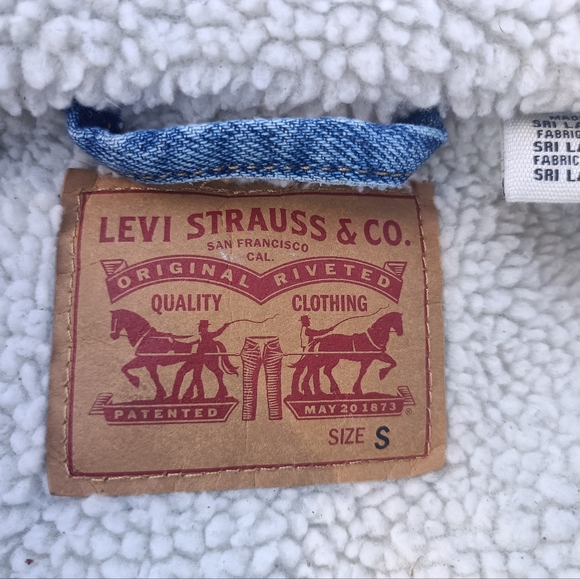 SRI LA
FABRI
SRI LA
FABRIC
SRI LA
LEVI STRAUSS & CO.
SAN FRANCISCO
CAL.
ORIGINAL RIVETED
QUALITY CLOTHING
PATENTED MAY 20 1873 ®
SIZE S